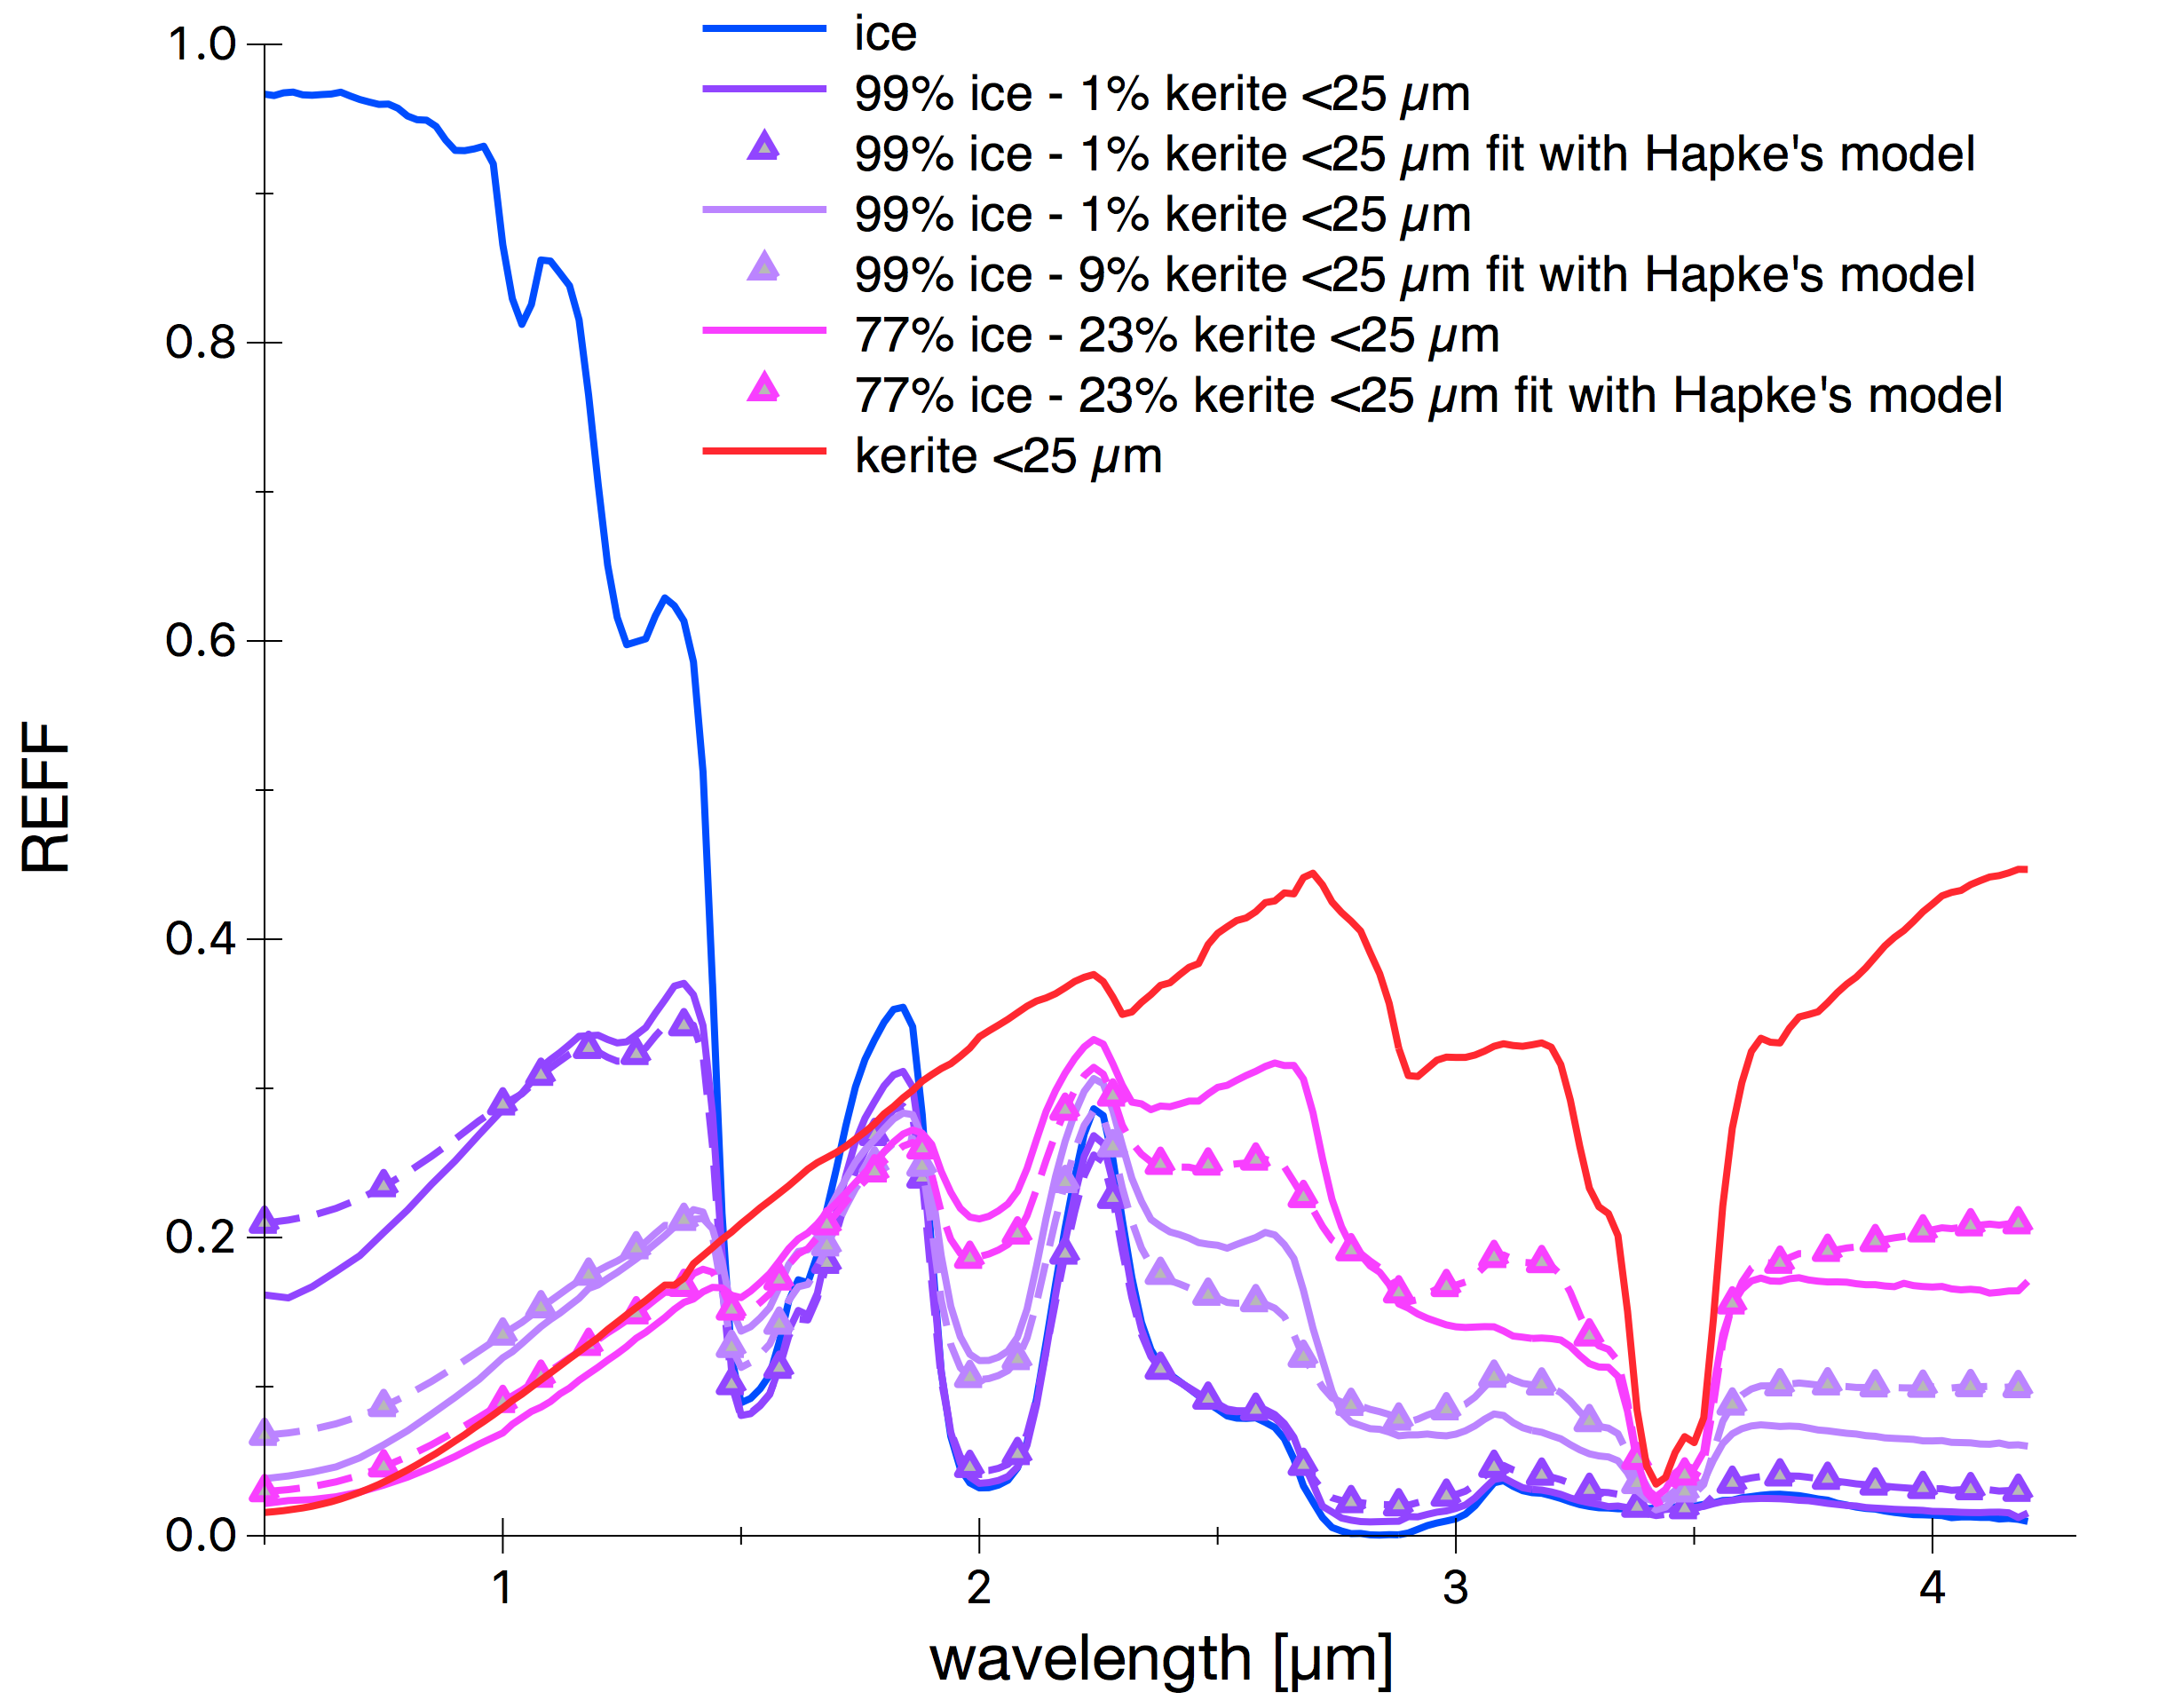 ice
99% ice - 1% kerite <25 µm
99% ice - 1% kerite <25 µm fit with Hapke's model
99% ice - 1% kerite <25 µm
99% ice - 9% kerite <25 µm fit with Hapke's model
77% ice - 23% kerite <25 µm
77% ice - 23% kerite <25 µm fit with Hapke's model
kerite <25 µm
1.0
0.8
0.6
0.4
0.2
0.0
REFF
1 2 3 4
wavelength [µm]